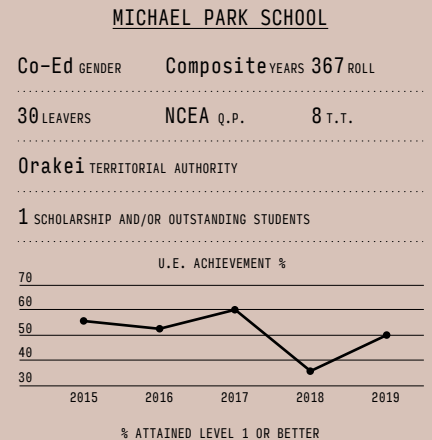 MICHAEL PARK SCHOOL
Co-Ed GENDER Composite YEARS 367 ROLL
30 LEAVERS NCEA Q.P. 8 T.T.
Orakei TERRITORIAL AUTHORITY
1 SCHOLARSHIP AND/OR OUTSTANDING STUDENTS
U.E. ACHIEVEMENT %
70
60
50
40
30
2015 2016 2017 2018 2019
% ATTAINED LEVEL 1 OR BETTER